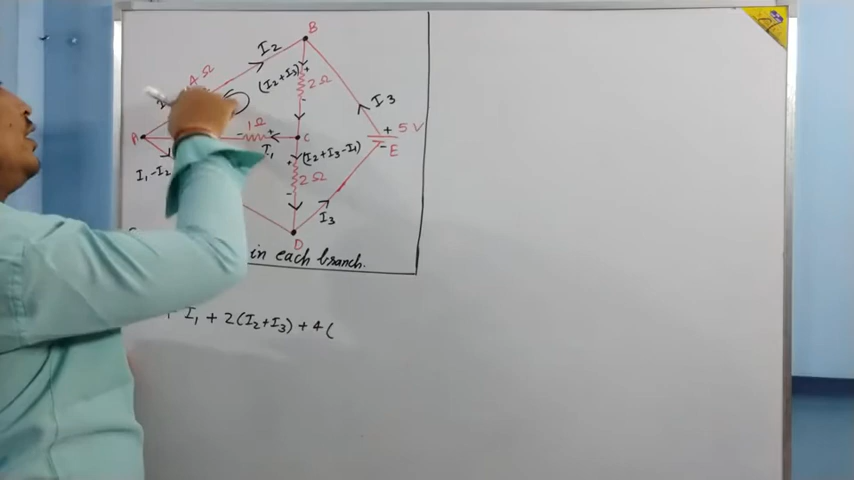 B
I2
4 Ω
(I2+I3)
+
2 Ω
-
I3
+ 5 V
- E
A
- 1 Ω +
C
I1
(I2+I3-I1)
I1-I2
+
2 Ω
-
I3
D
in each branch.
I1 + 2(I2+I3) + 4(